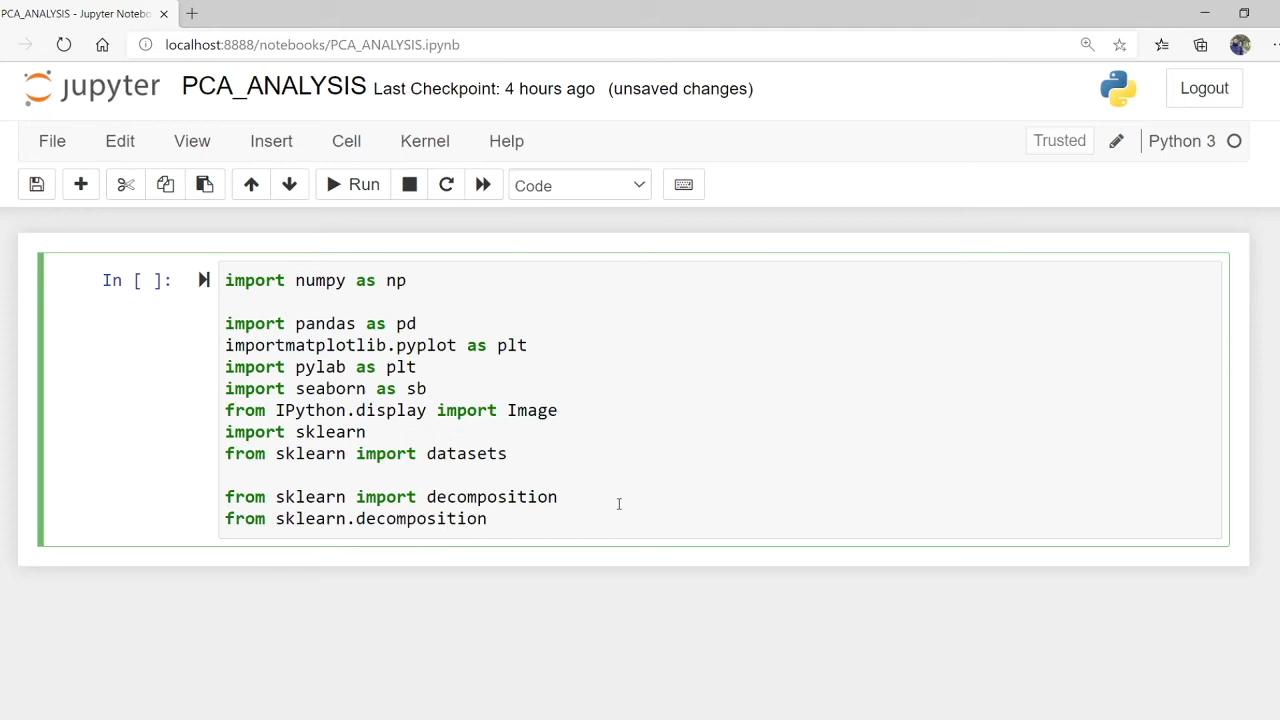 PCA_ANALYSIS - Jupyter Notebo
localhost:8888/notebooks/PCA_ANALYSIS.ipynb
jupyter PCA_ANALYSIS Last Checkpoint: 4 hours ago (unsaved changes) Logout
File Edit View Insert Cell Kernel Help Trusted Python 3
Run Code
In [ ]: import numpy as np
import pandas as pd
importmatplotlib.pyplot as plt
import pylab as plt
import seaborn as sb
from IPython.display import Image
import sklearn
from sklearn import datasets
from sklearn import decomposition
from sklearn.decomposition